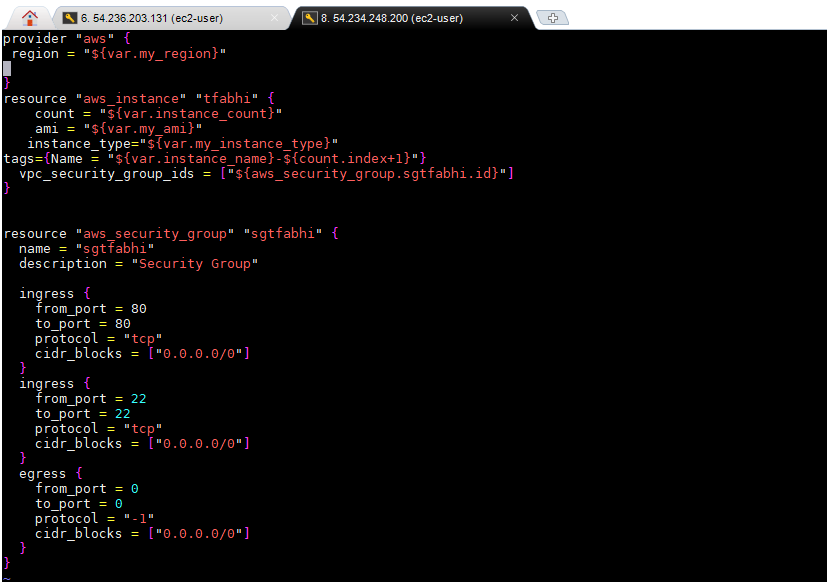 6. 54.236.203.131 (ec2-user)
8. 54.234.248.200 (ec2-user)
provider "aws" {
 region = "${var.my_region}"
}
resource "aws_instance" "tfabhi" {
    count = "${var.instance_count}"
    ami = "${var.my_ami}"
   instance_type="${var.my_instance_type}"
tags={Name = "${var.instance_name}-${count.index+1}"}
  vpc_security_group_ids = ["${aws_security_group.sgtfabhi.id}"]
}
resource "aws_security_group" "sgtfabhi" {
  name = "sgtfabhi"
  description = "Security Group"
  ingress {
    from_port = 80
    to_port = 80
    protocol = "tcp"
    cidr_blocks = ["0.0.0.0/0"]
  }
  ingress {
    from_port = 22
    to_port = 22
    protocol = "tcp"
    cidr_blocks = ["0.0.0.0/0"]
  }
  egress {
    from_port = 0
    to_port = 0
    protocol = "-1"
    cidr_blocks = ["0.0.0.0/0"]
  }
}
~